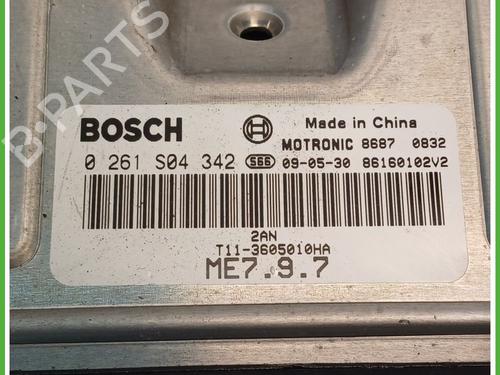 B-PARTS
BOSCH
Made in China
MOTRONIC 8687 0832
0 261 S04 342 566 09-05-30 86160102V2
2AN
T11-3605010HA
ME7.9.7